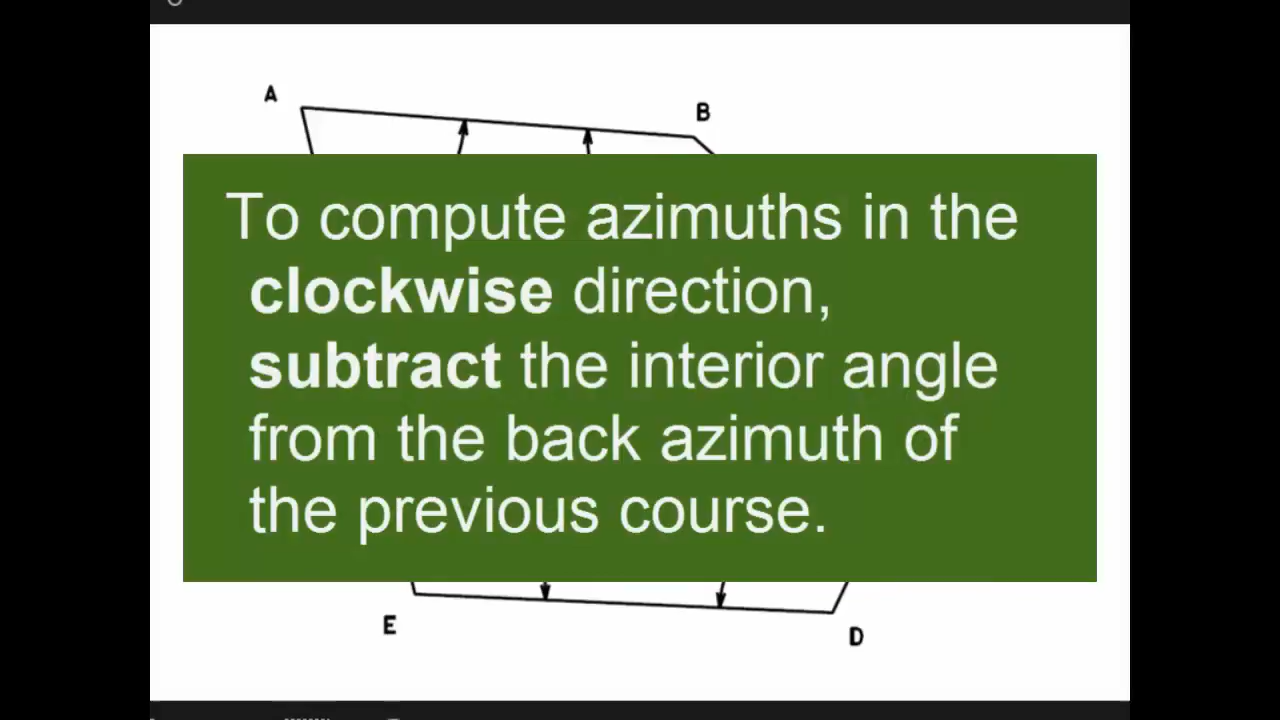 A
B
To compute azimuths in the
clockwise direction,
subtract the interior angle
from the back azimuth of
the previous course.
E
D